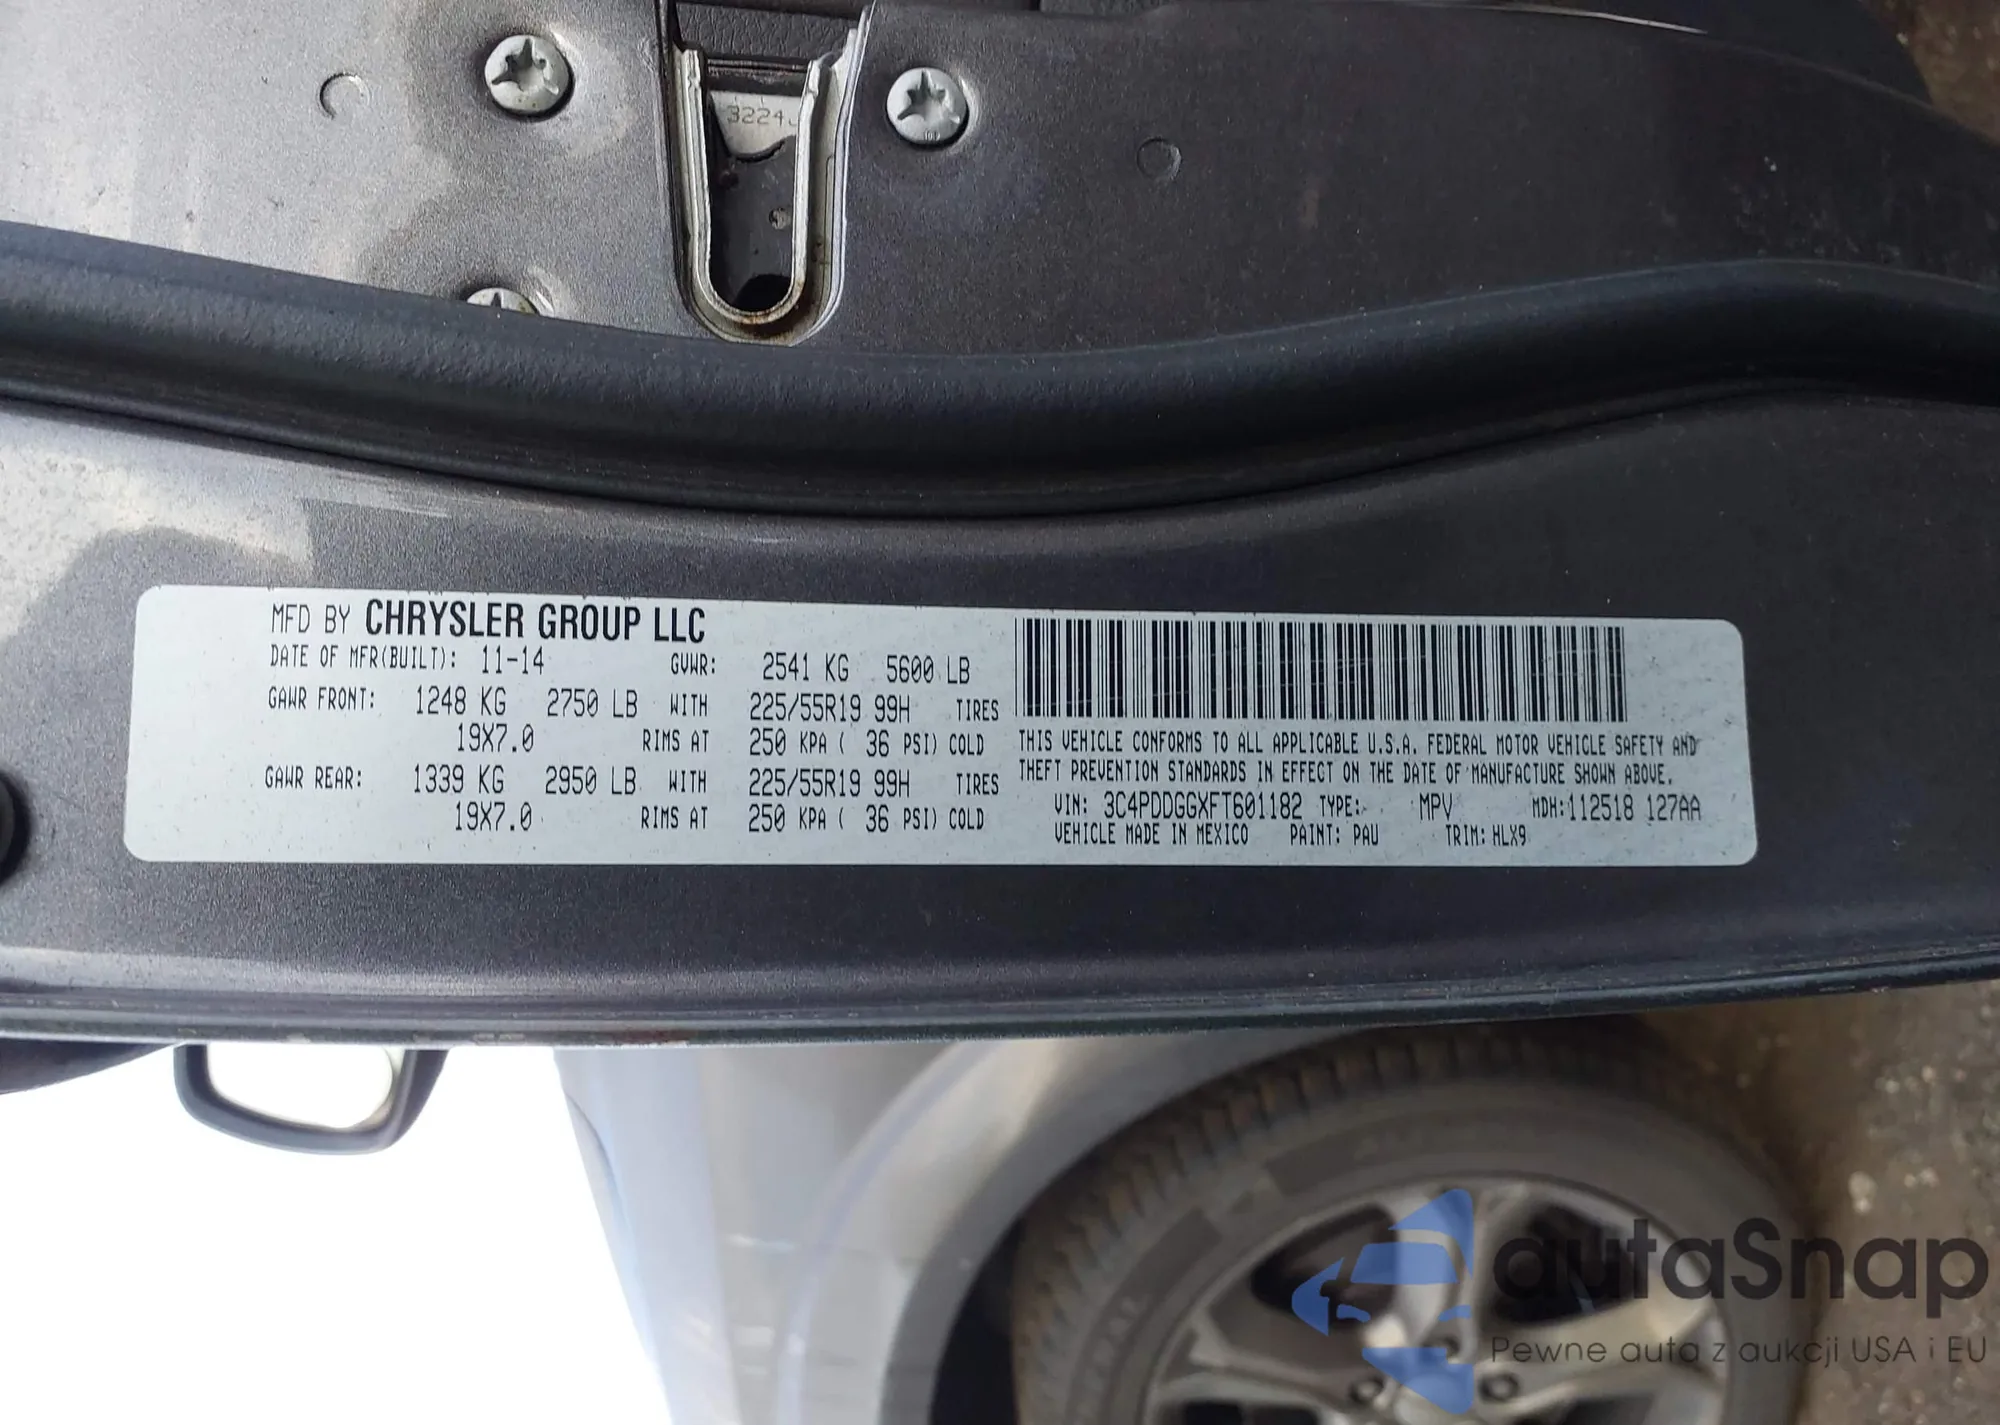 3224
MFD BY CHRYSLER GROUP LLC
DATE OF MFR(BUILT): 11-14 GVWR: 2541 KG 5600 LB
GAWR FRONT: 1248 KG 2750 LB WITH 225/55R19 99H TIRES
19X7.0 RIMS AT 250 KPA ( 36 PSI) COLD
GAWR REAR: 1339 KG 2950 LB WITH 225/55R19 99H TIRES
19X7.0 RIMS AT 250 KPA ( 36 PSI) COLD
THIS VEHICLE CONFORMS TO ALL APPLICABLE U.S.A. FEDERAL MOTOR VEHICLE SAFETY AND
THEFT PREVENTION STANDARDS IN EFFECT ON THE DATE OF MANUFACTURE SHOWN ABOVE.
VIN: 3C4PDDGGXFT601182 TYPE: MPV MDH:112518 127AA
VEHICLE MADE IN MEXICO PAINT: PAU TRIM: HLX9
autaSnap
Pewne auta z aukcji USA i EU